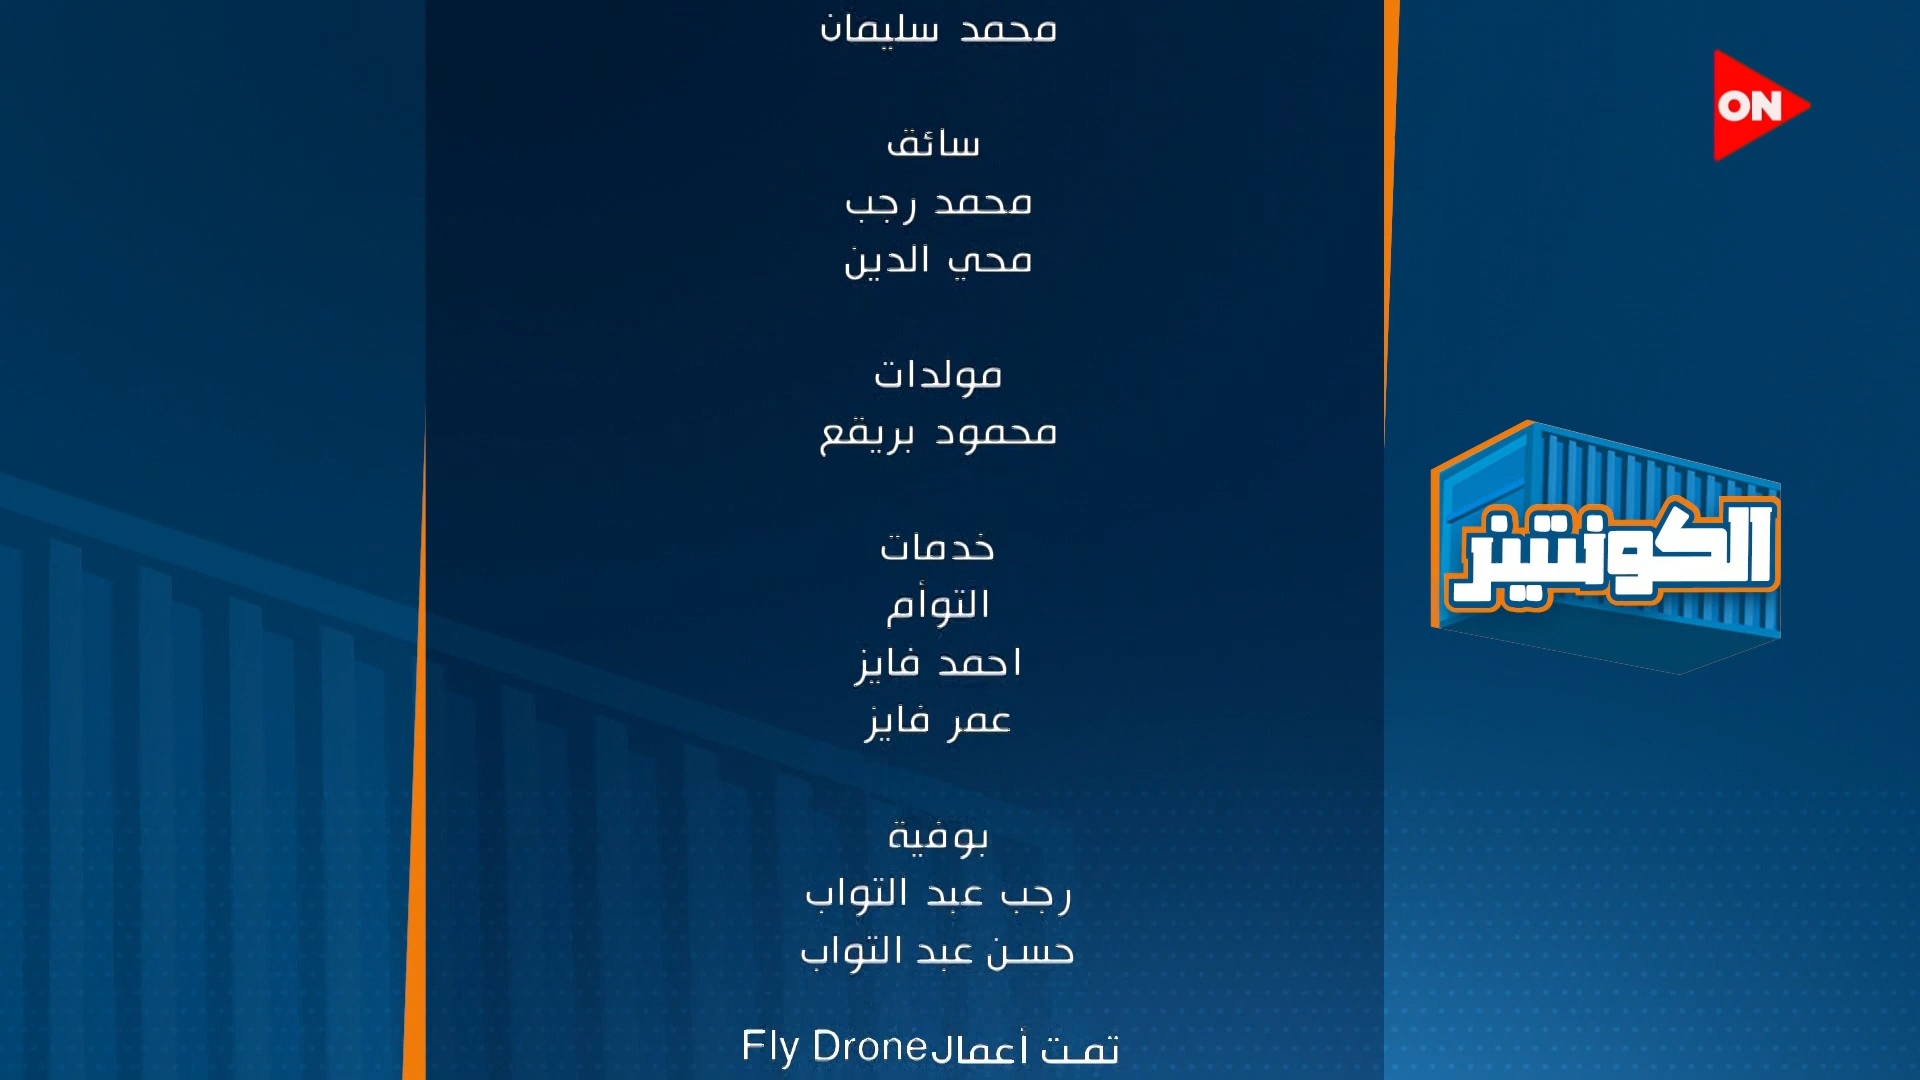 محمد سليمان
سائق
محمد رجب
محي الدين
مولدات
محمود بريقع
خدمات
التوأم
احمد فايز
عمر فايز
بوفية
رجب عبد التواب
حسن عبد التواب
تمت أعمال Fly Drone
ON
الكونتينر